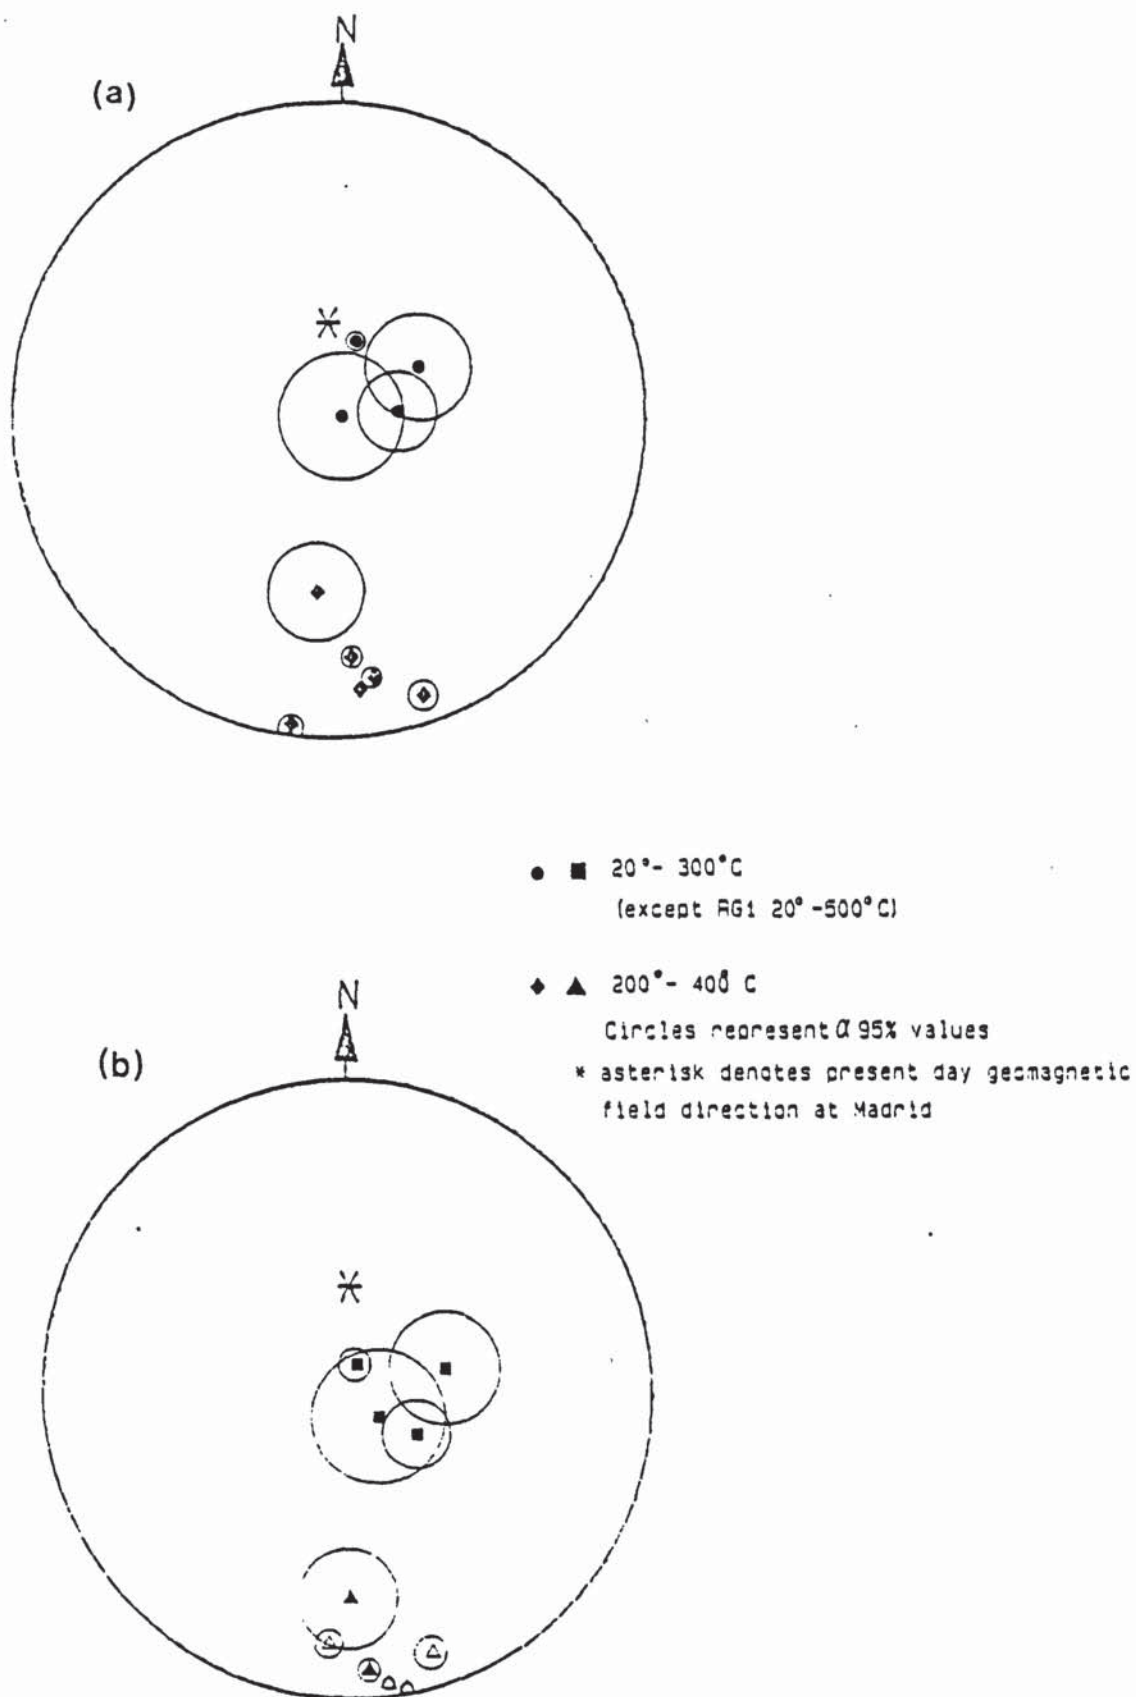 N
(a)
● ■ 20°- 300°C
(except RG1 20°-500°C)
◆ ▲ 200°- 400 C
Circles represent α 95% values
* asterisk denotes present day geomagnetic
field direction at Madrid
N
(b)